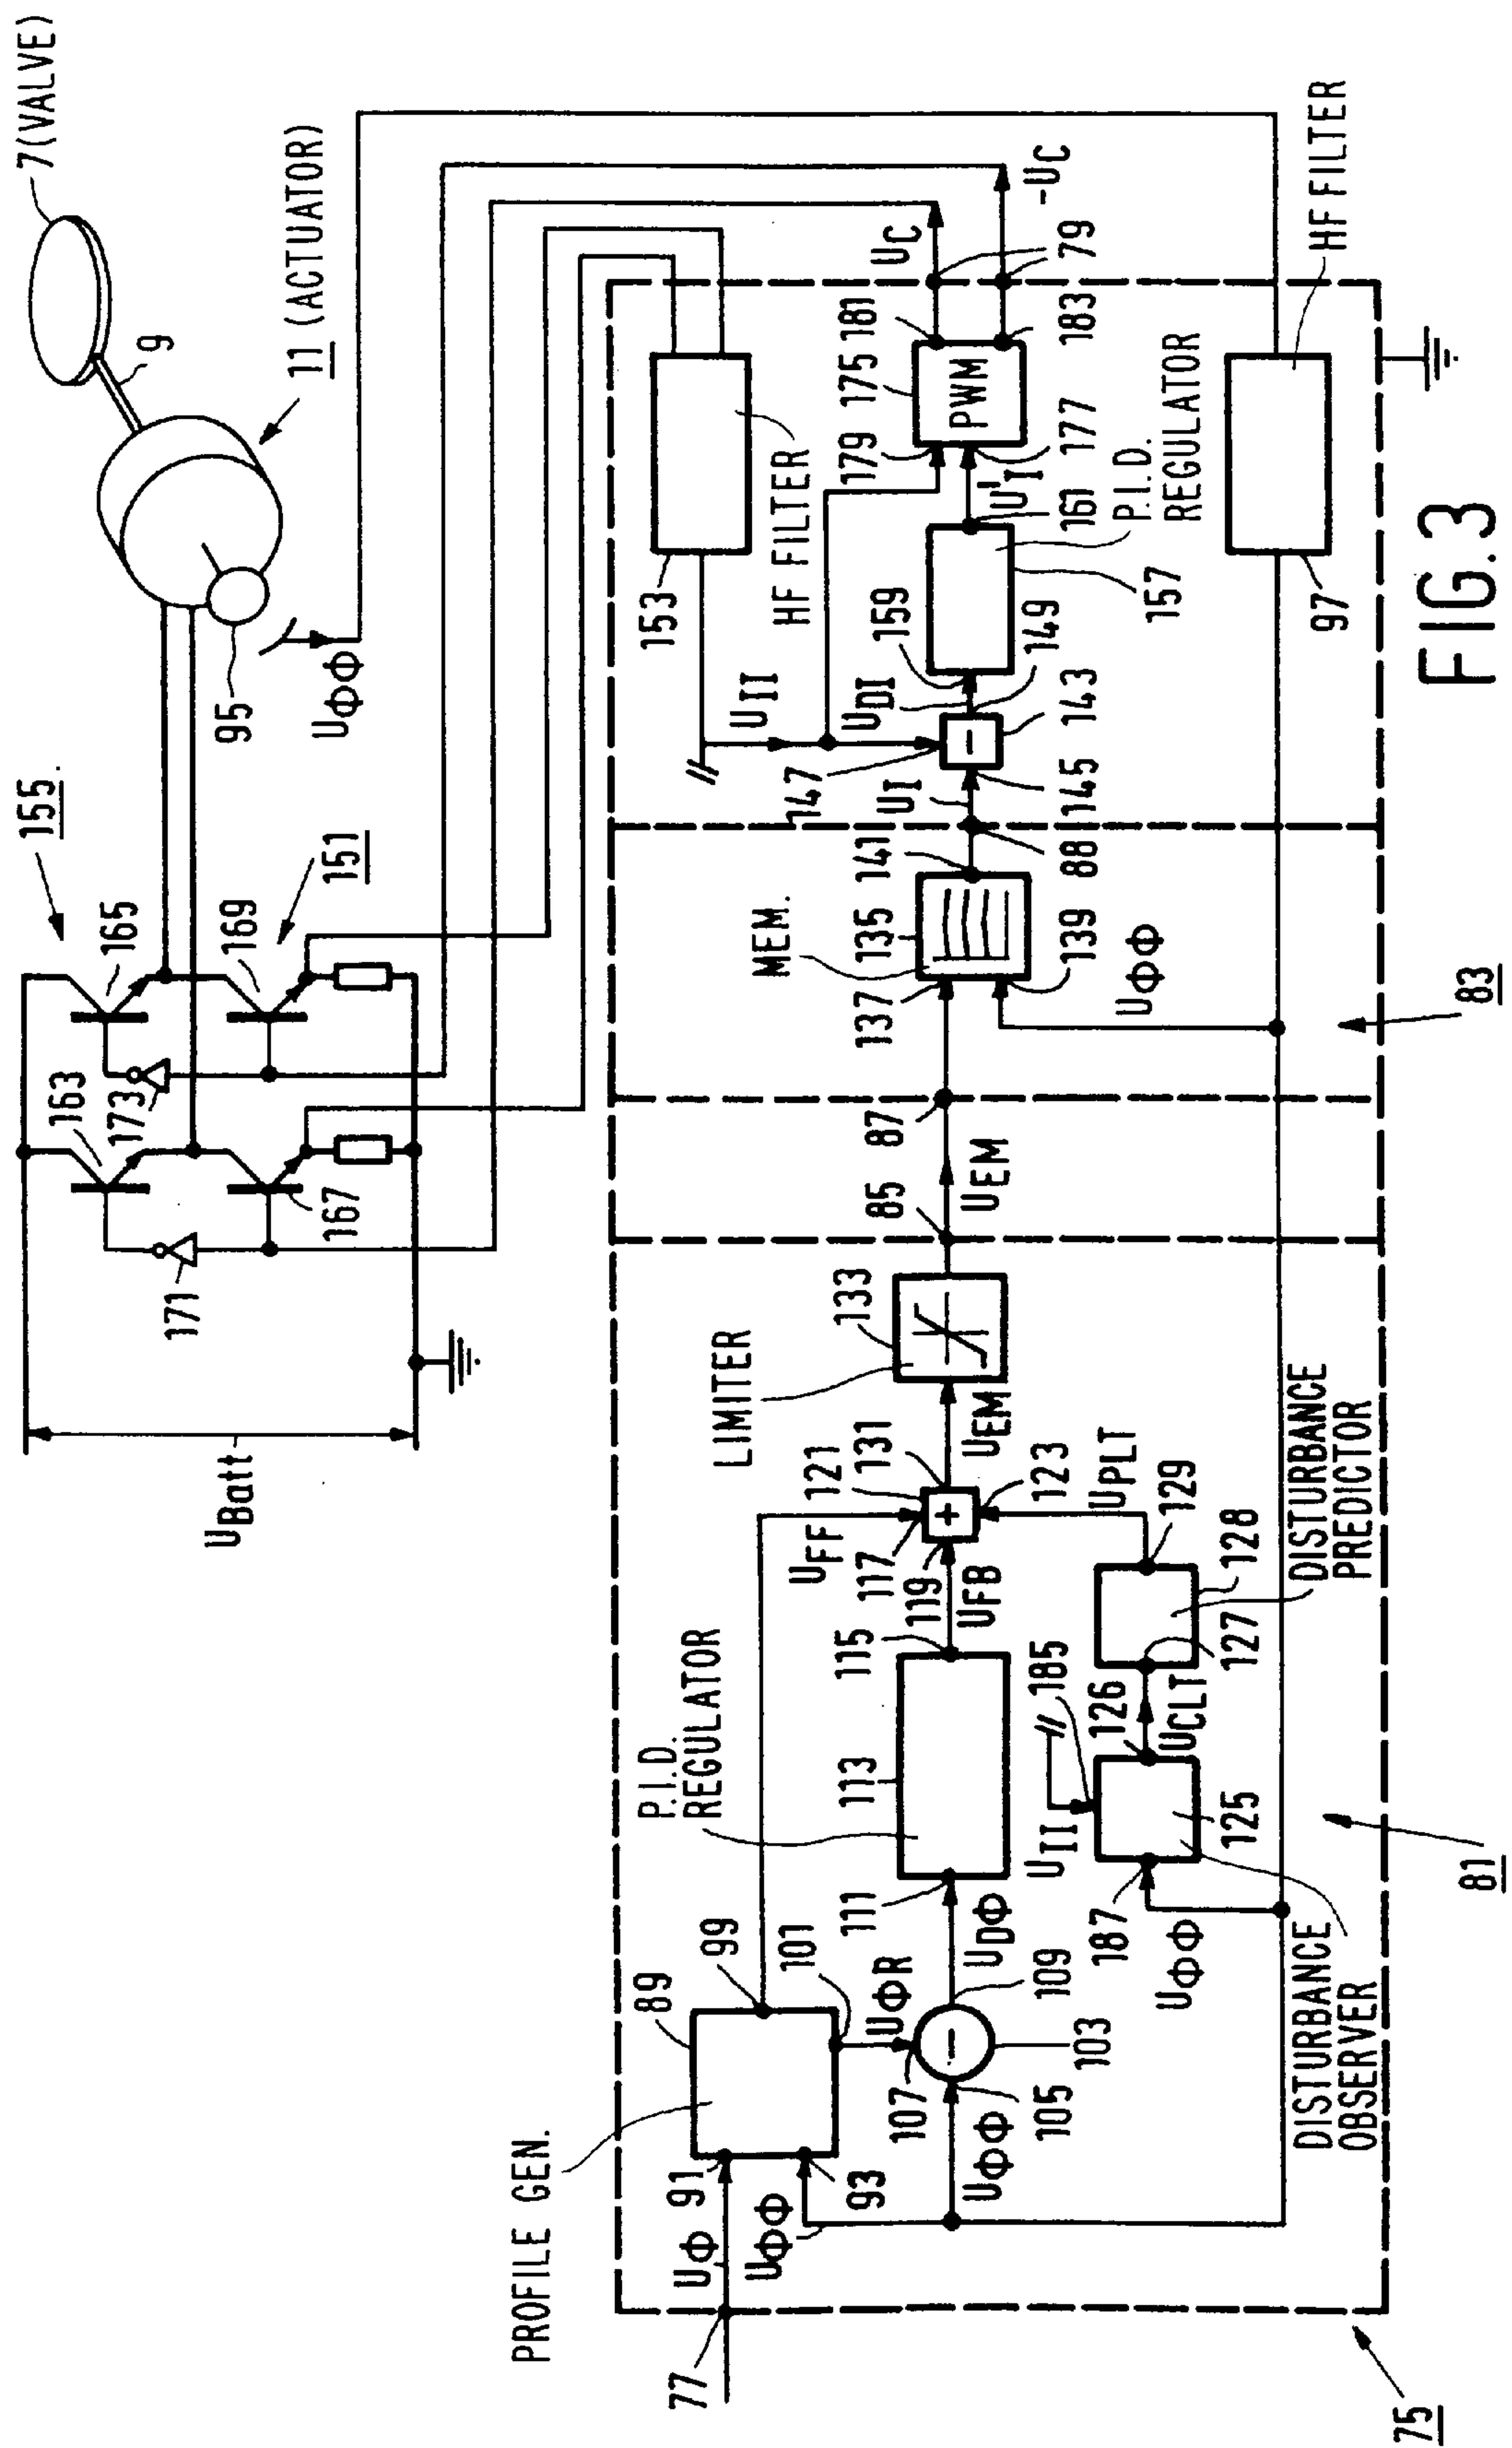 7(VALVE)
9
11 (ACTUATOR)
155.
165
169
151
95
UΦΦ
163
173
167
171
UBatt
153
HF FILTER
UII
UDI
147
UI
159
149
143
145
157
161
U'I
P.I.D.
REGULATOR
179
175
PWM
177
181
183
UC
-UC
79
HF FILTER
97
MEM.
135
137
139
141
88
UΦΦ
83
87
85
UEM
LIMITER
133
UEM
131
121
UFF
117
119
UFB
123
UPLT
129
128
DISTURBANCE
PREDICTOR
127
126
UCLT
185
UII
125
187
UΦΦ
DISTURBANCE
OBSERVER
81
P.I.D.
REGULATOR
113
115
111
UDΦ
109
103
105
107
UΦR
101
99
89
PROFILE GEN.
91
93
UΦ
UΦΦ
UΦΦ
77
75
FIG.3